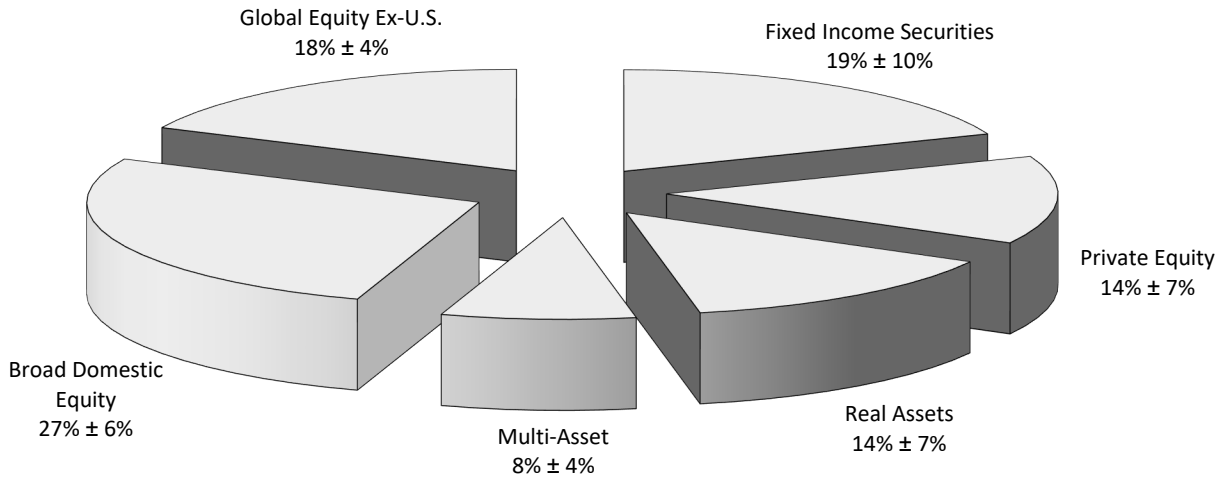 Global Equity Ex-U.S.
18% ± 4%
Fixed Income Securities
19% ± 10%
Private Equity
14% ± 7%
Broad Domestic
Equity
27% ± 6%
Real Assets
14% ± 7%
Multi-Asset
8% ± 4%